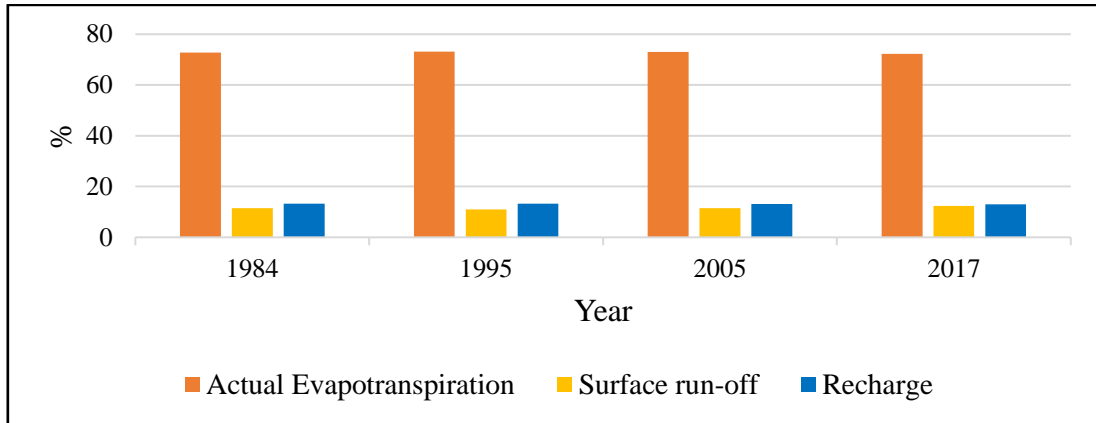 80
60
40
20
0
%
1984 1995 2005 2017
Year
Actual Evapotranspiration Surface run-off Recharge